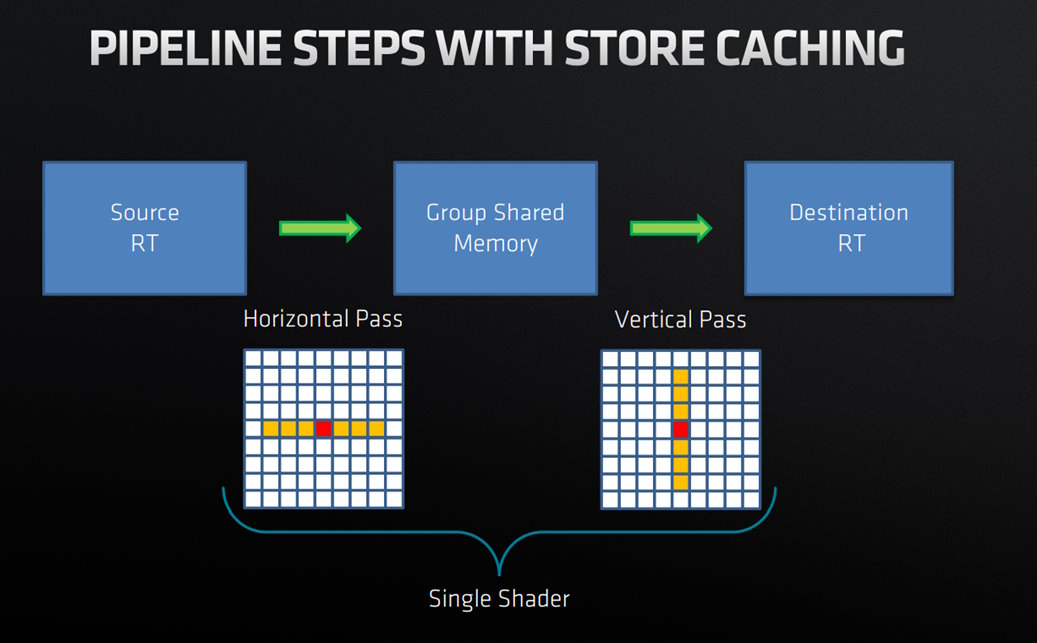 PIPELINE STEPS WITH STORE CACHING
Source
RT
Group Shared
Memory
Destination
RT
Horizontal Pass
Vertical Pass
Single Shader